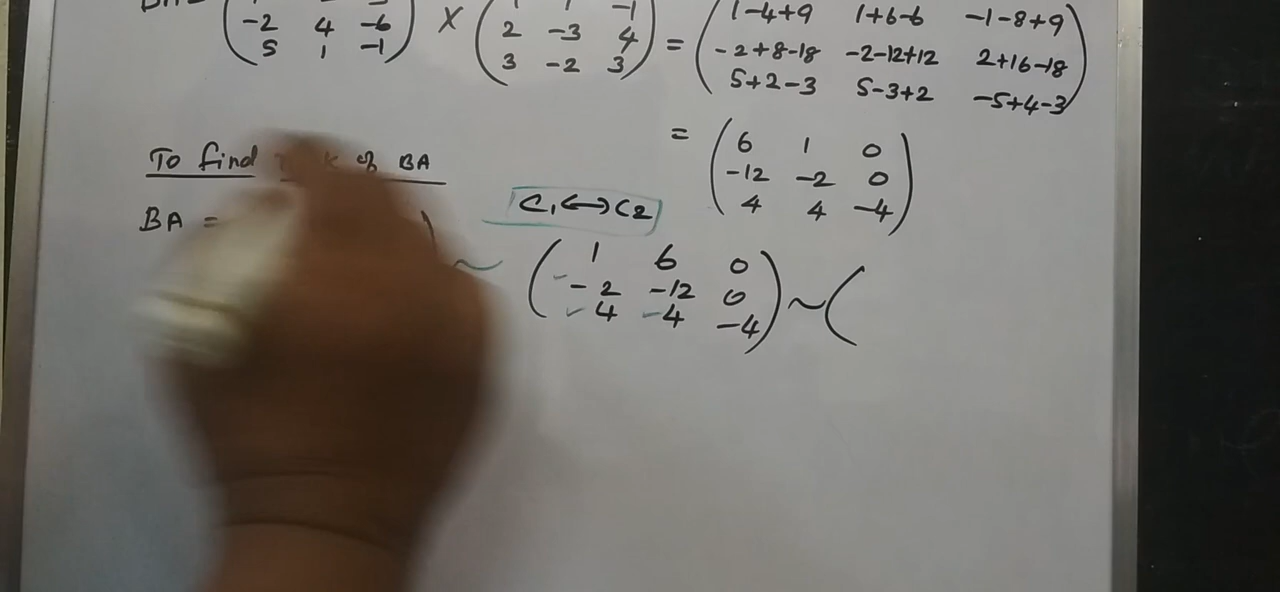 BA =
-2 4 -6 × 2 -3 4 = 1-4+9 1+6-6 -1-8+9
5 1 -1 3 -2 3 -2+8-18 -2-12+12 2+16-18
5+2-3 5-3+2 -5+4-3
= 6 1 0
-12 -2 0
4 4 -4
To find of BA
BA =
C1 ↔ C2
~ ( 1 6 0
-2 -12 0
4 4 -4 ) ~ (